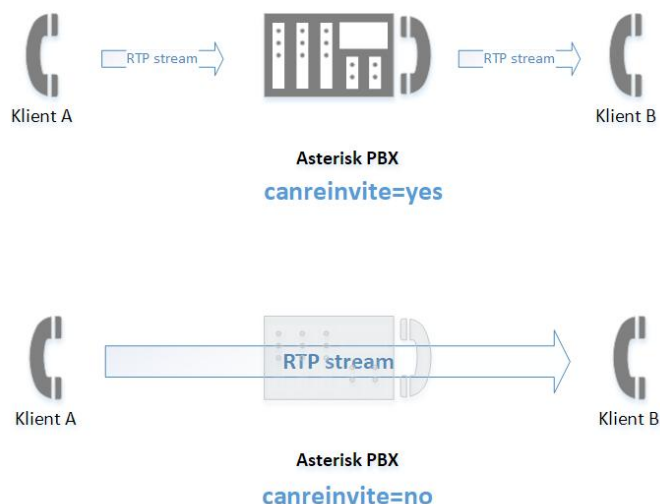 RTP stream
RTP stream
Klient A
Klient B
Asterisk PBX
canreinvite=yes
RTP stream
Klient A
Klient B
Asterisk PBX
canreinvite=no